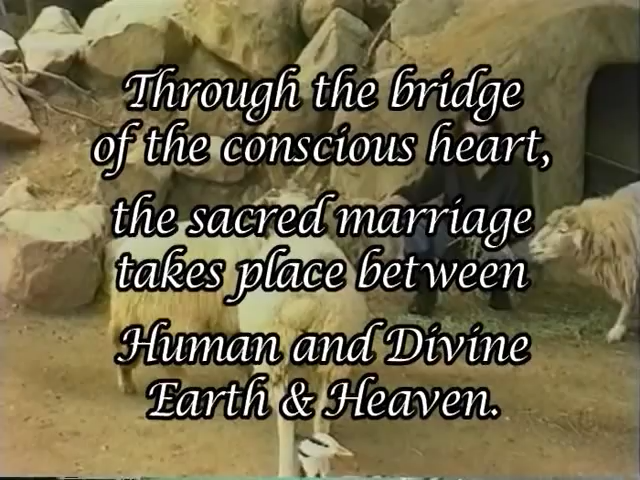 Through the bridge
of the conscious heart,
the sacred marriage
takes place between
Human and Divine
Earth & Heaven.